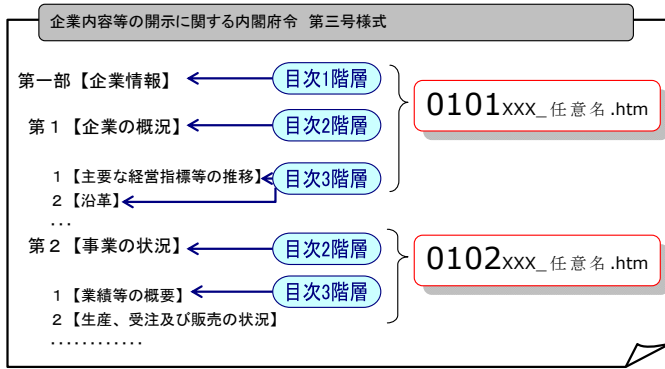 企業内容等の開示に関する内閣府令 第三号様式
第一部【企業情報】
目次1階層
第１【企業の概況】
目次2階層
0101XXX_任意名.htm
１【主要な経営指標等の推移】
目次3階層
２【沿革】
...
第２【事業の状況】
目次2階層
0102XXX_任意名.htm
１【業績等の概要】
目次3階層
２【生産、受注及び販売の状況】
…………